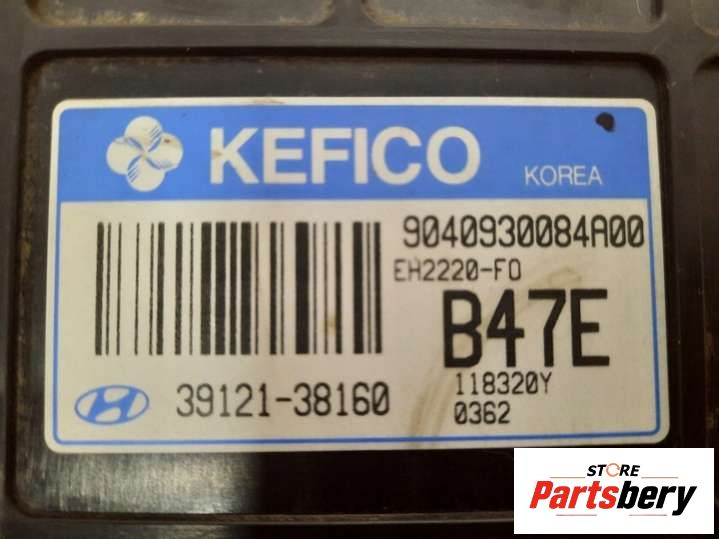 KEFICO
KOREA
9040930084A00
EH2220-F0
B47E
39121-38160
118320Y
0362
STORE
Partsbery